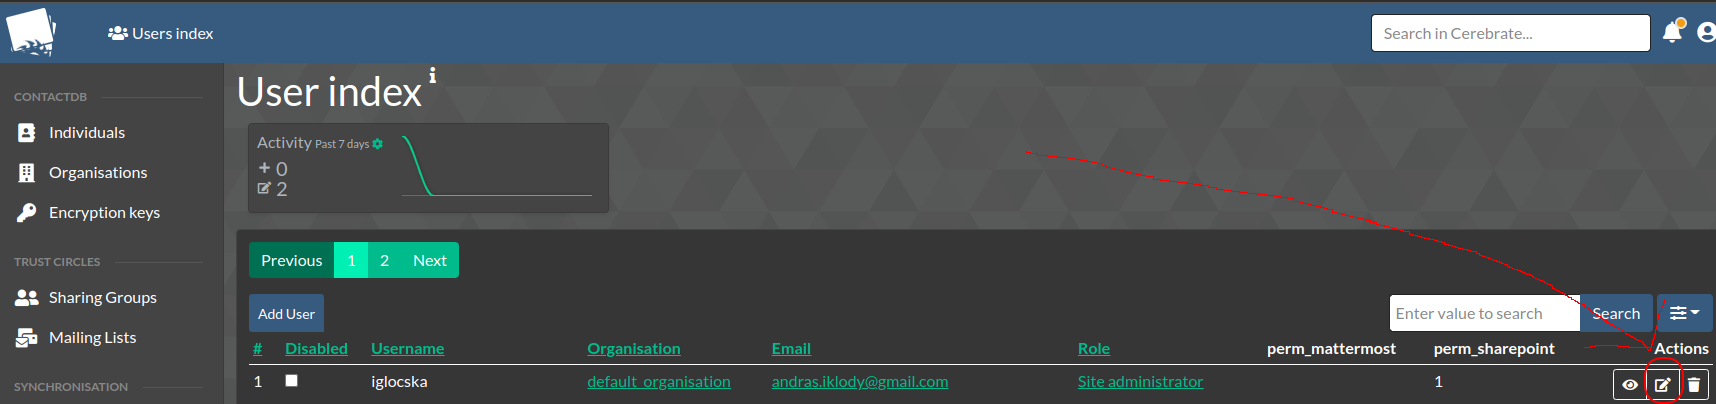 Users index
Search in Cerebrate...
CONTACTDB
Individuals
Organisations
Encryption keys
TRUST CIRCLES
Sharing Groups
Mailing Lists
SYNCHRONISATION
User index
Activity Past 7 days
+ 0
2
Previous 1 2 Next
Add User
Enter value to search Search
# Disabled Username Organisation Email Role perm_mattermost perm_sharepoint Actions
1 iglocska default_organisation andras.iklody@gmail.com Site administrator 1